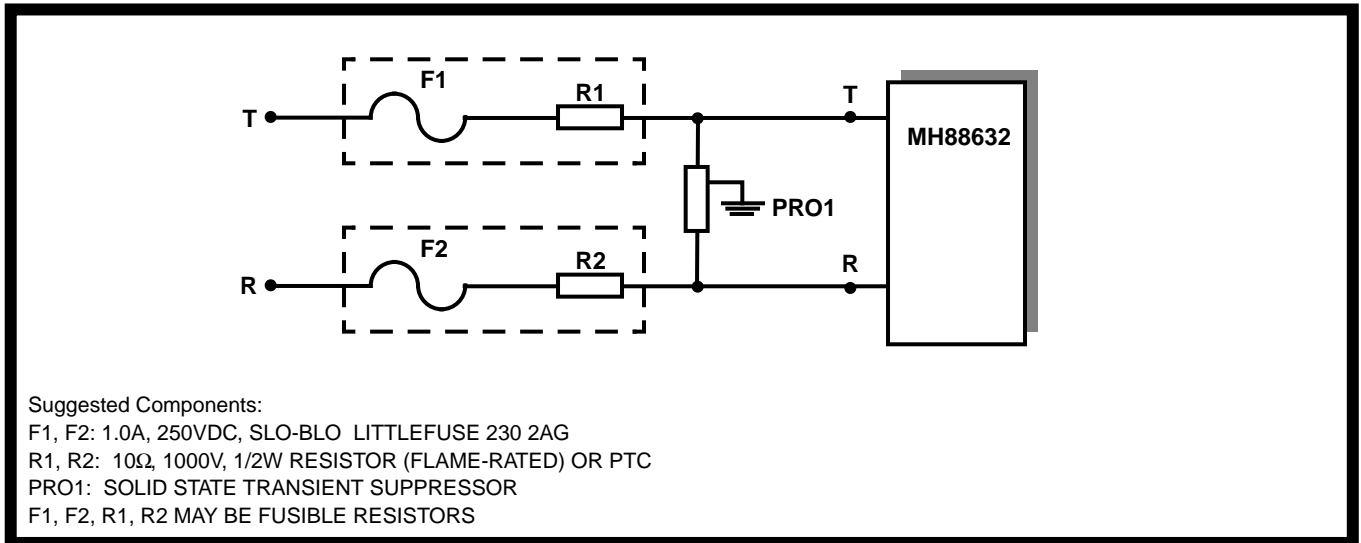 F1
R1
T
T
MH88632
PRO1
F2
R2
R
R
Suggested Components:
F1, F2: 1.0A, 250VDC, SLO-BLO LITTLEFUSE 230 2AG
R1, R2: 10Ω, 1000V, 1/2W RESISTOR (FLAME-RATED) OR PTC
PRO1: SOLID STATE TRANSIENT SUPPRESSOR
F1, F2, R1, R2 MAY BE FUSIBLE RESISTORS